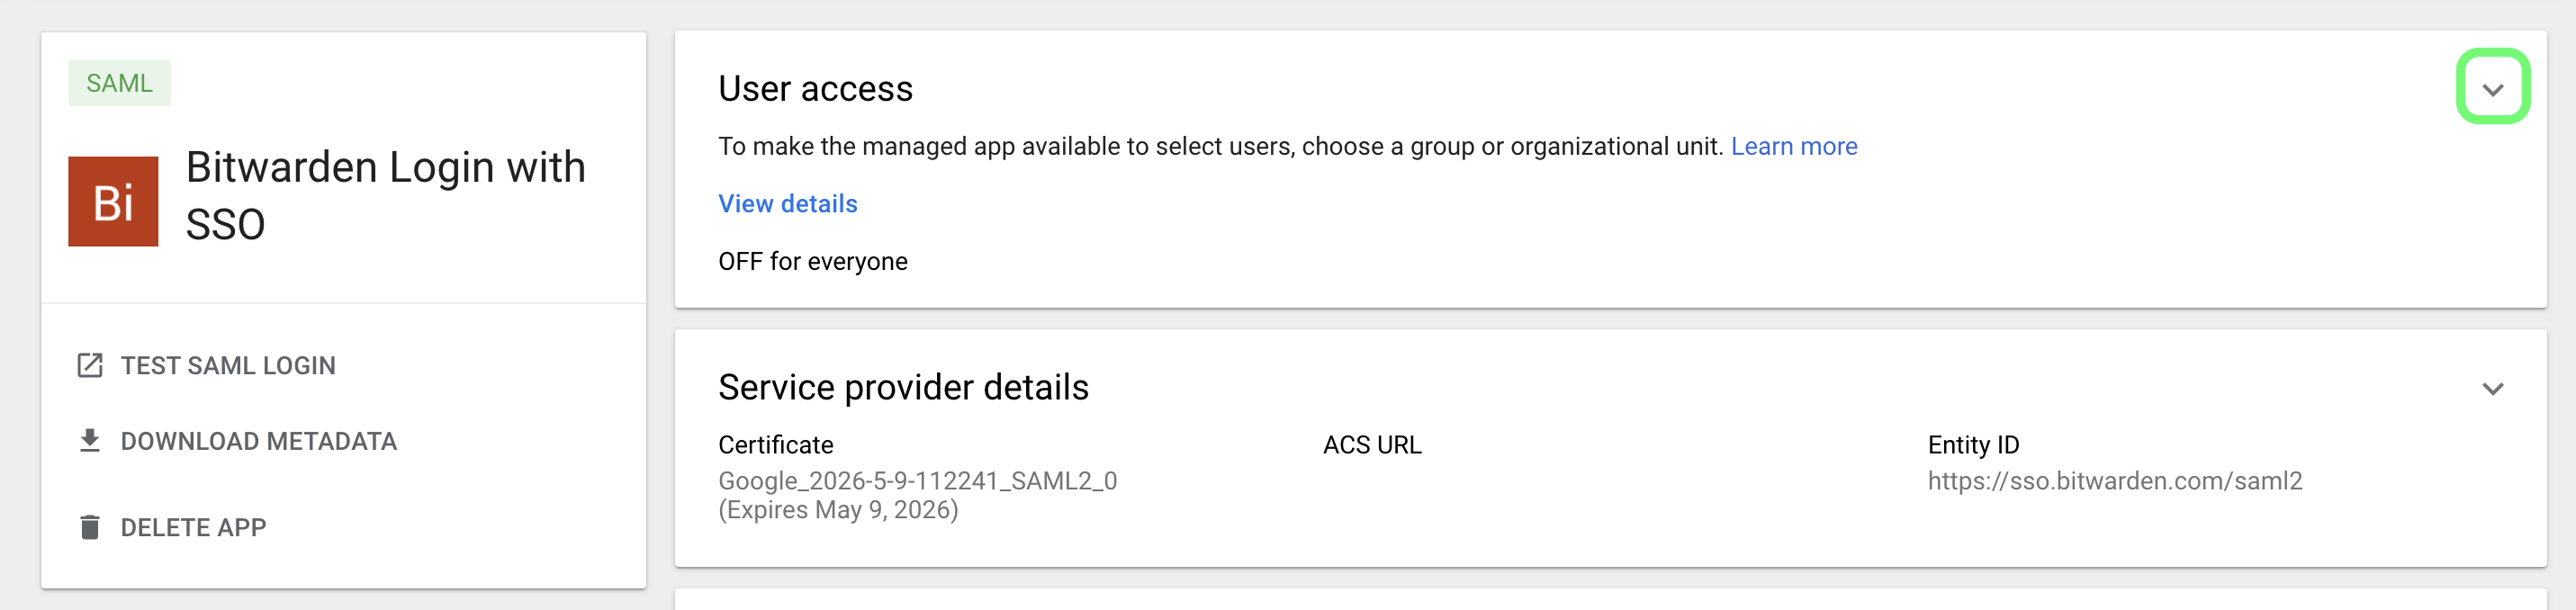 SAML
Bi
Bitwarden Login with
SSO
TEST SAML LOGIN
DOWNLOAD METADATA
DELETE APP
User access
To make the managed app available to select users, choose a group or organizational unit. Learn more
View details
OFF for everyone
Service provider details
Certificate
Google_2026-5-9-112241_SAML2_0
(Expires May 9, 2026)
ACS URL
Entity ID
https://sso.bitwarden.com/saml2